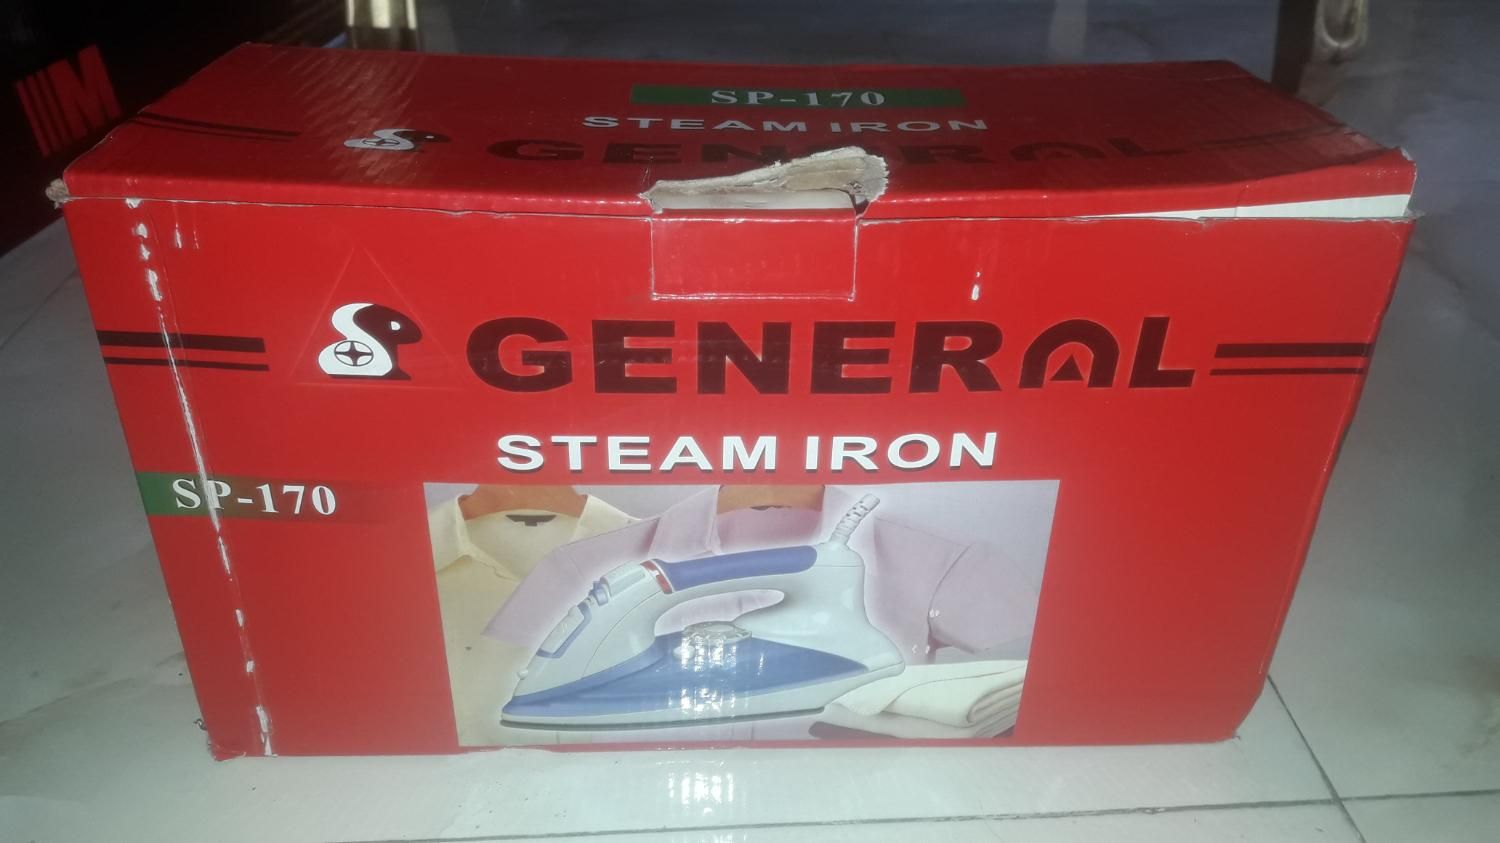 SP-170
STEAM IRON
GENERAL
GENERAL
STEAM IRON
SP-170
M